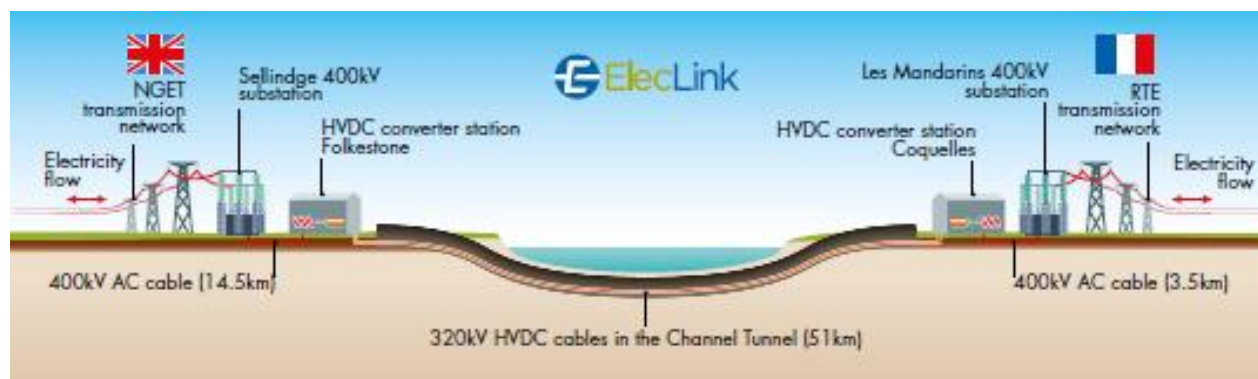 NGET
transmission
network
Sellindge 400kV
substation
HVDC converter station
Folkestone
Electricity
flow
ElecLink
Les Mandarins 400kV
substation
RTE
transmission
network
HVDC converter station
Coquelles
Electricity
flow
400kV AC cable (14.5km)
400kV AC cable (3.5km)
320kV HVDC cables in the Channel Tunnel (51km)